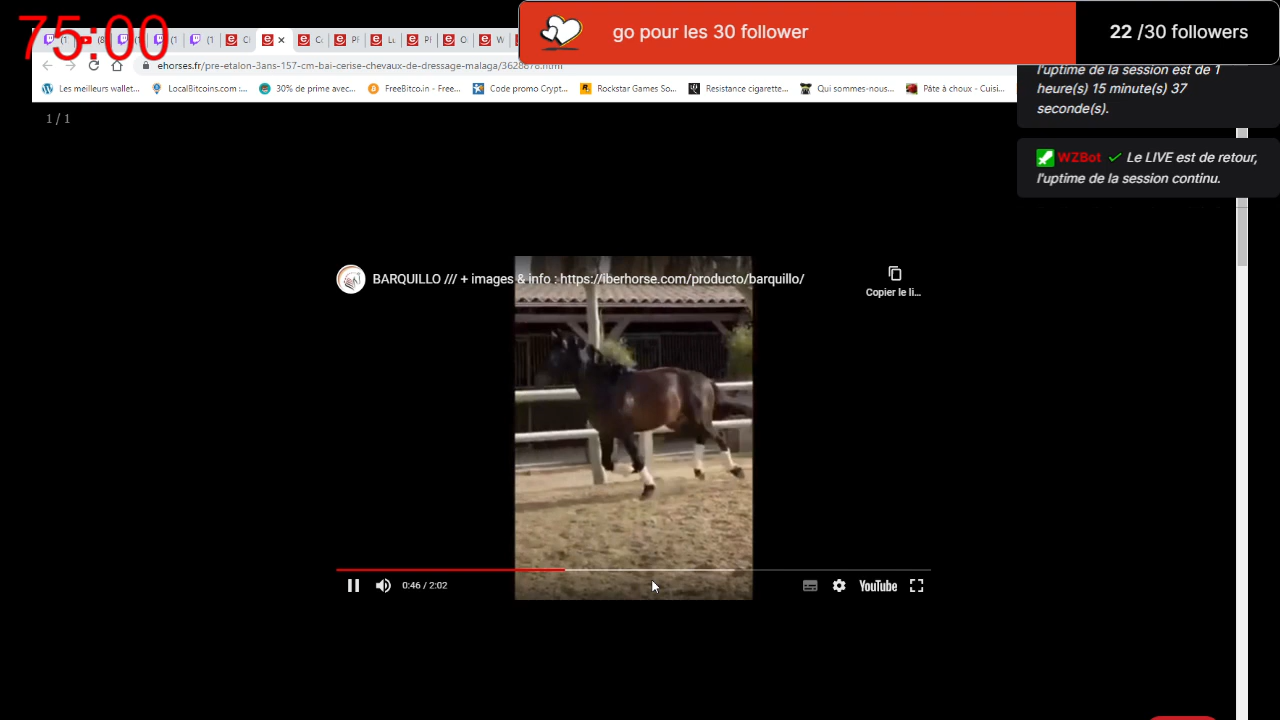 75:00
go pour les 30 follower
22 /30 followers
ehorses.fr/pre-etalon-3ans-157-cm-bai-cerise-chevaux-de-dressage-malaga/3628678.html
Les meilleurs wallet...
LocalBitcoins.com :...
30% de prime avec...
FreeBitco.in - Free...
Code promo Crypt...
Rockstar Games So...
Resistance cigarette...
Qui sommes-nous...
Pâte à choux - Cuisi...
l'uptime de la session est de 1
heure(s) 15 minute(s) 37
seconde(s).
1 / 1
WZBot Le LIVE est de retour,
l'uptime de la session continu.
BARQUILLO /// + images & info : https://iberhorse.com/producto/barquillo/
Copier le li...
0:46 / 2:02
YouTube